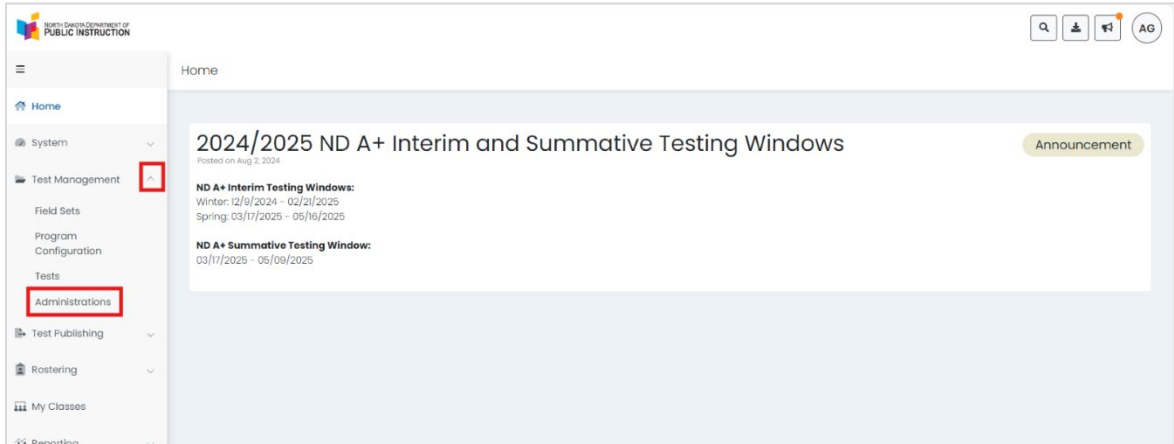 NORTH DAKOTA DEPARTMENT OF
PUBLIC INSTRUCTION
AG
Home
Home
System
Test Management
Field Sets
Program
Configuration
Tests
Administrations
Test Publishing
Rostering
My Classes
Reporting
2024/2025 ND A+ Interim and Summative Testing Windows
Announcement
Posted on Aug 2, 2024
ND A+ Interim Testing Windows:
Winter: 12/9/2024 - 02/21/2025
Spring: 03/17/2025 - 05/16/2025
ND A+ Summative Testing Window:
03/17/2025 - 05/09/2025